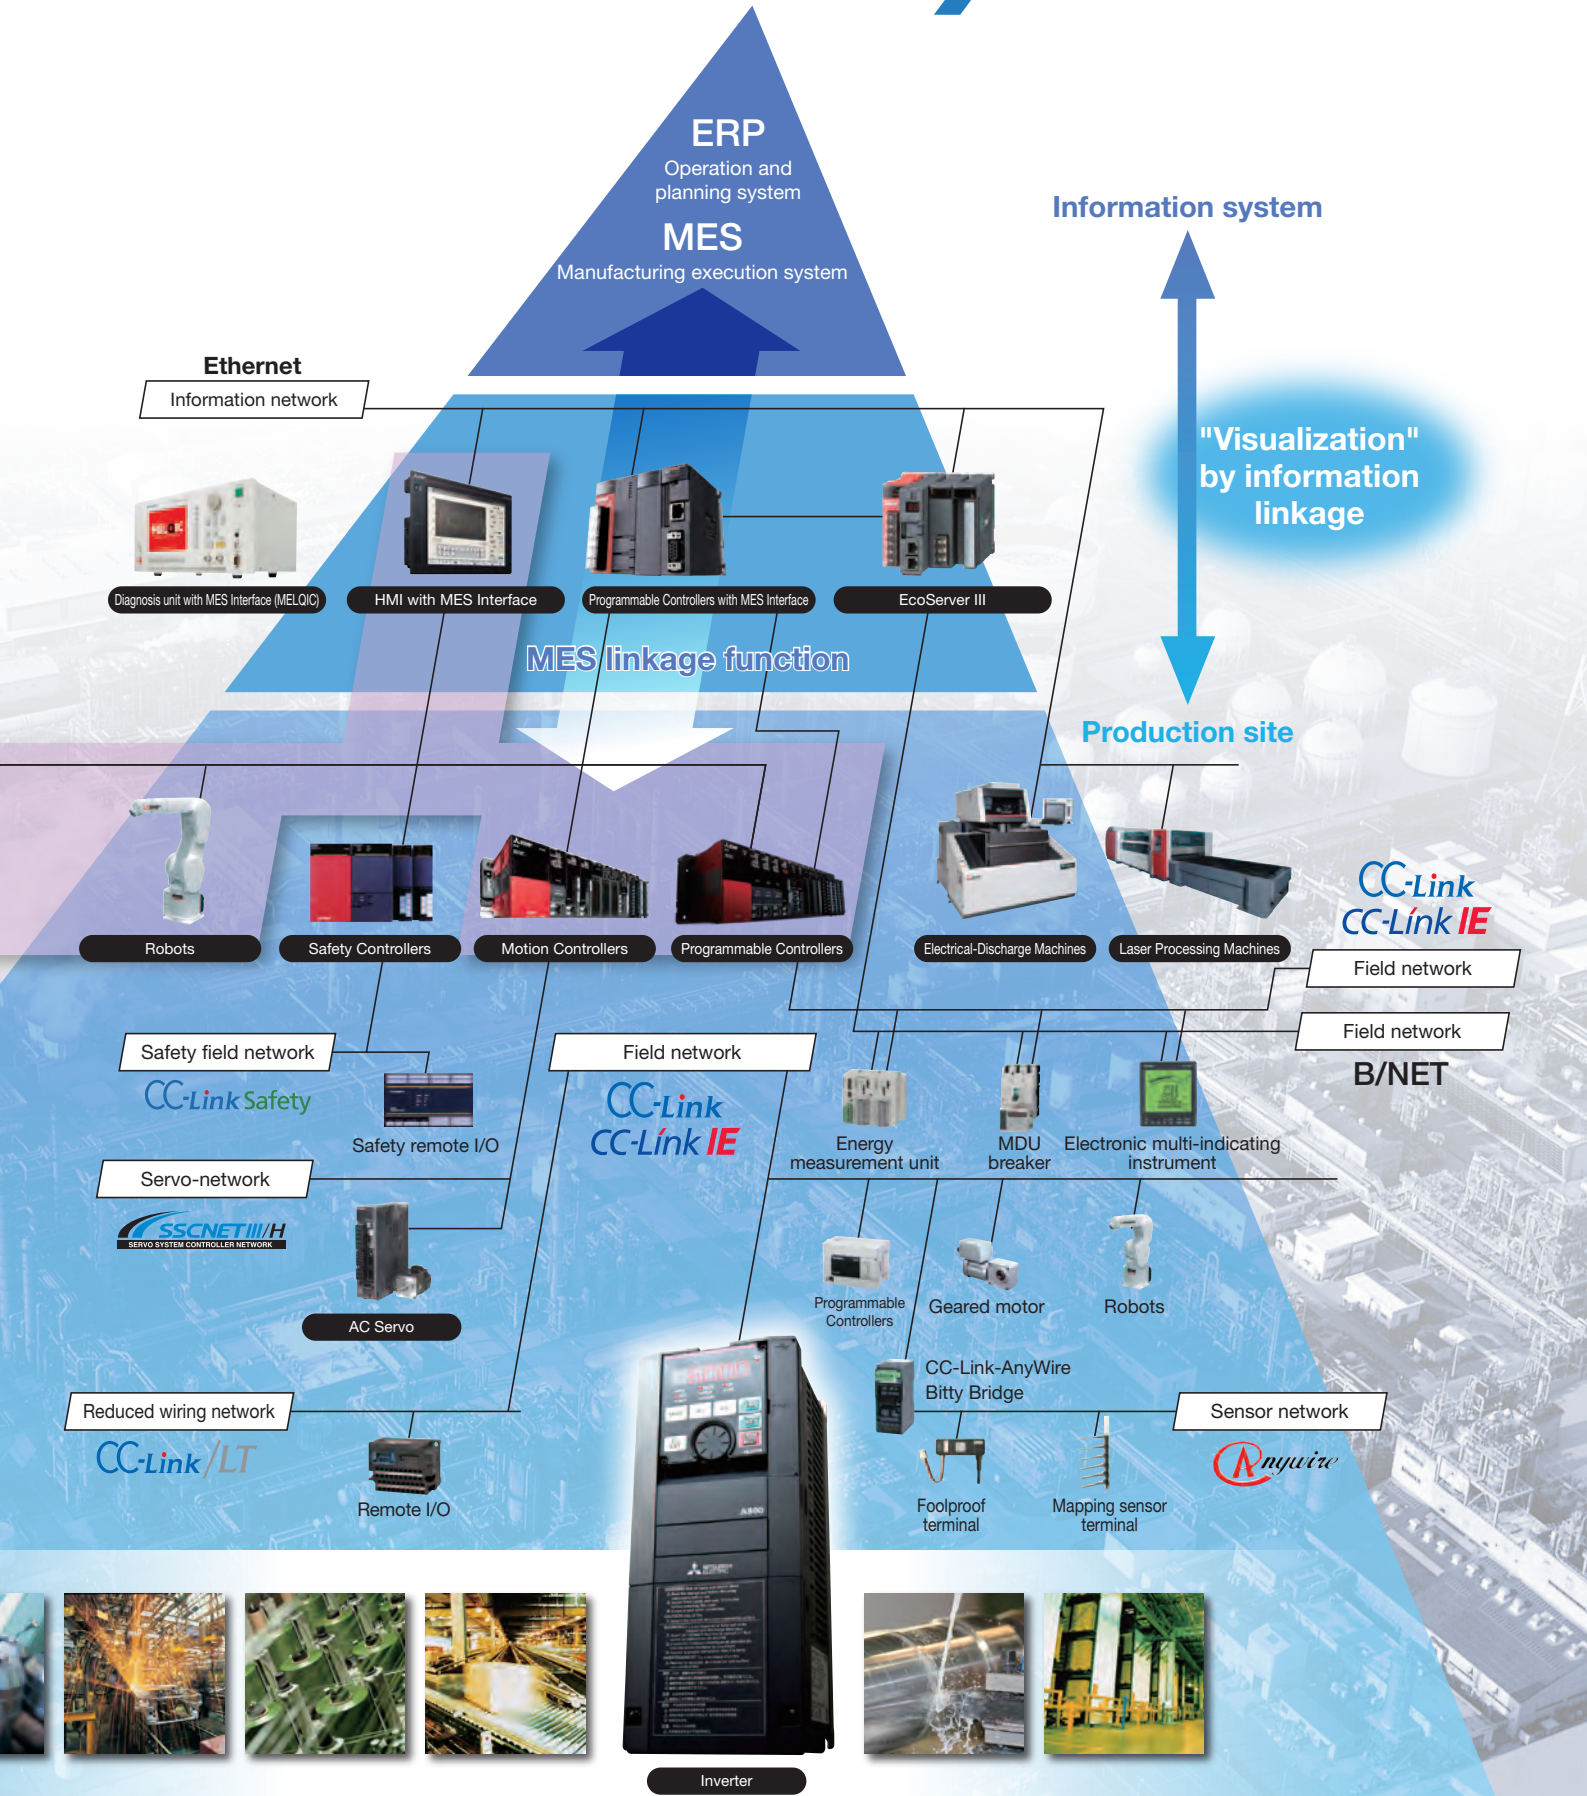 ERP
Operation and
planning system
MES
Manufacturing execution system
Information system
Ethernet
Information network
"Visualization"
by information
linkage
Diagnosis unit with MES Interface (MELQIC)
HMI with MES Interface
Programmable Controllers with MES Interface
EcoServer III
MES linkage function
Production site
Robots
Safety Controllers
Motion Controllers
Programmable Controllers
Electrical-Discharge Machines
Laser Processing Machines
CC-Link
CC-Link IE
Field network
Field network
B/NET
Safety field network
CC-Link Safety
Safety remote I/O
Field network
CC-Link
CC-Link IE
Energy
measurement unit
MDU
breaker
Electronic multi-indicating
instrument
Servo-network
SSCNET III/H
SERVO SYSTEM CONTROLLER NETWORK
AC Servo
Programmable
Controllers
Geared motor
Robots
CC-Link-AnyWire
Bitty Bridge
Reduced wiring network
CC-Link/LT
Remote I/O
Sensor network
Anywire
Foolproof
terminal
Mapping sensor
terminal
A800
MITSUBISHI
ELECTRIC
Inverter